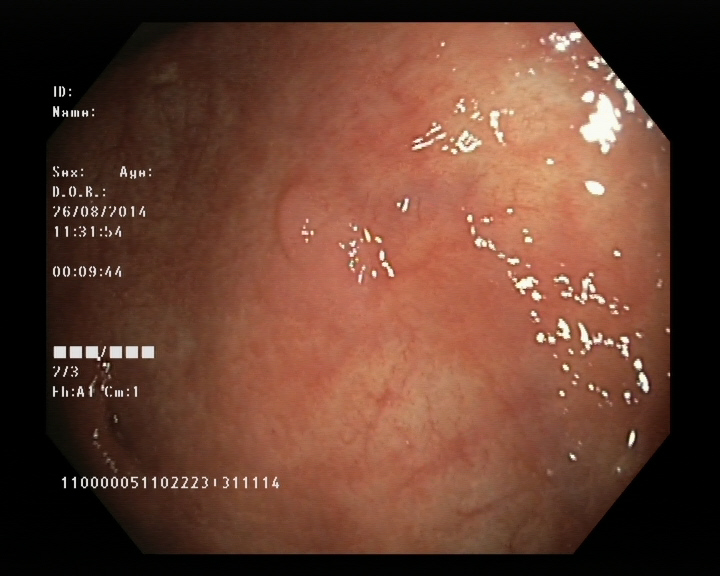 ID:
Name:
Sex: Age:
D.O.B.:
26/08/2014
11:31:54
00:09:44
■■■/■■■
2/3
Eh:A1 Cm:1
110000051102223+311114